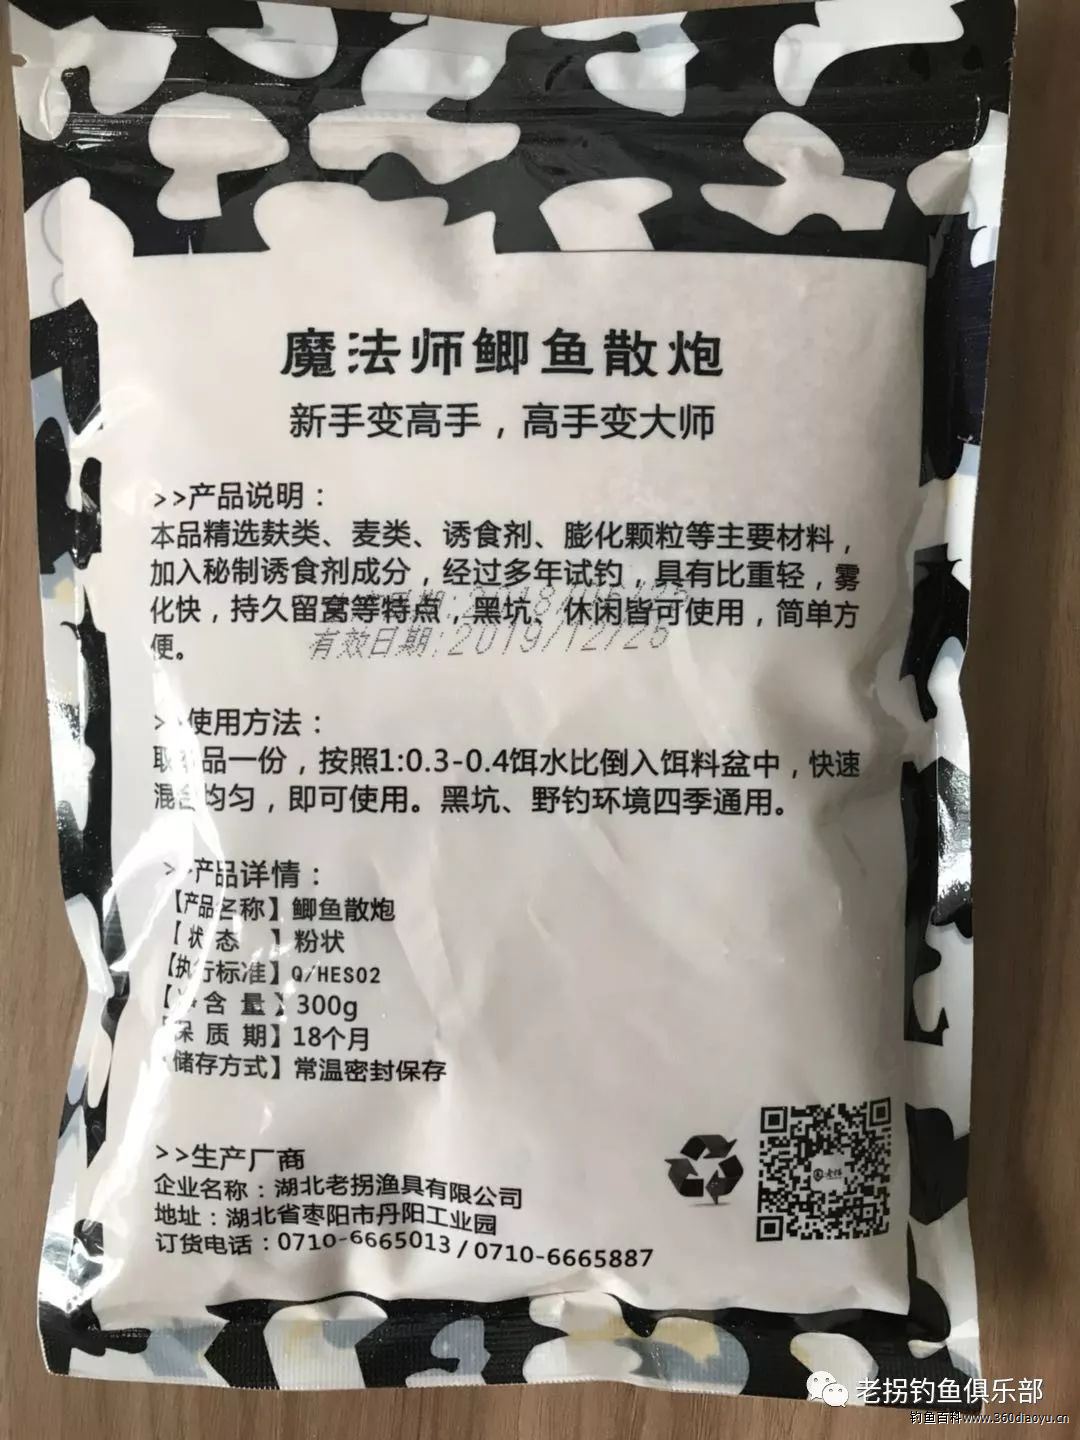 魔法师鲫鱼散炮
新手变高手，高手变大师
>>产品说明：
本品精选麸类、麦类、诱食剂、膨化颗粒等主要材料，
加入秘制诱食剂成分，经过多年试钓，具有比重轻，雾
化快，持久留窝等特点，黑坑、休闲皆可使用，简单方
便。
有效日期:2019/12/25
>>使用方法：
取本品一份，按照1:0.3-0.4饵水比倒入饵料盆中，快速
混合均匀，即可使用。黑坑、野钓环境四季通用。
>>产品详情：
【产品名称】鲫鱼散炮
【状态】粉状
【执行标准】Q/HES02
【净含量】300g
【保质期】18个月
【储存方式】常温密封保存
>>生产厂商
企业名称：湖北老拐渔具有限公司
地址：湖北省枣阳市丹阳工业园
订货电话：0710-6665013/0710-6665887
老拐钓鱼俱乐部
钓鱼百科www.360diaoyu.cn